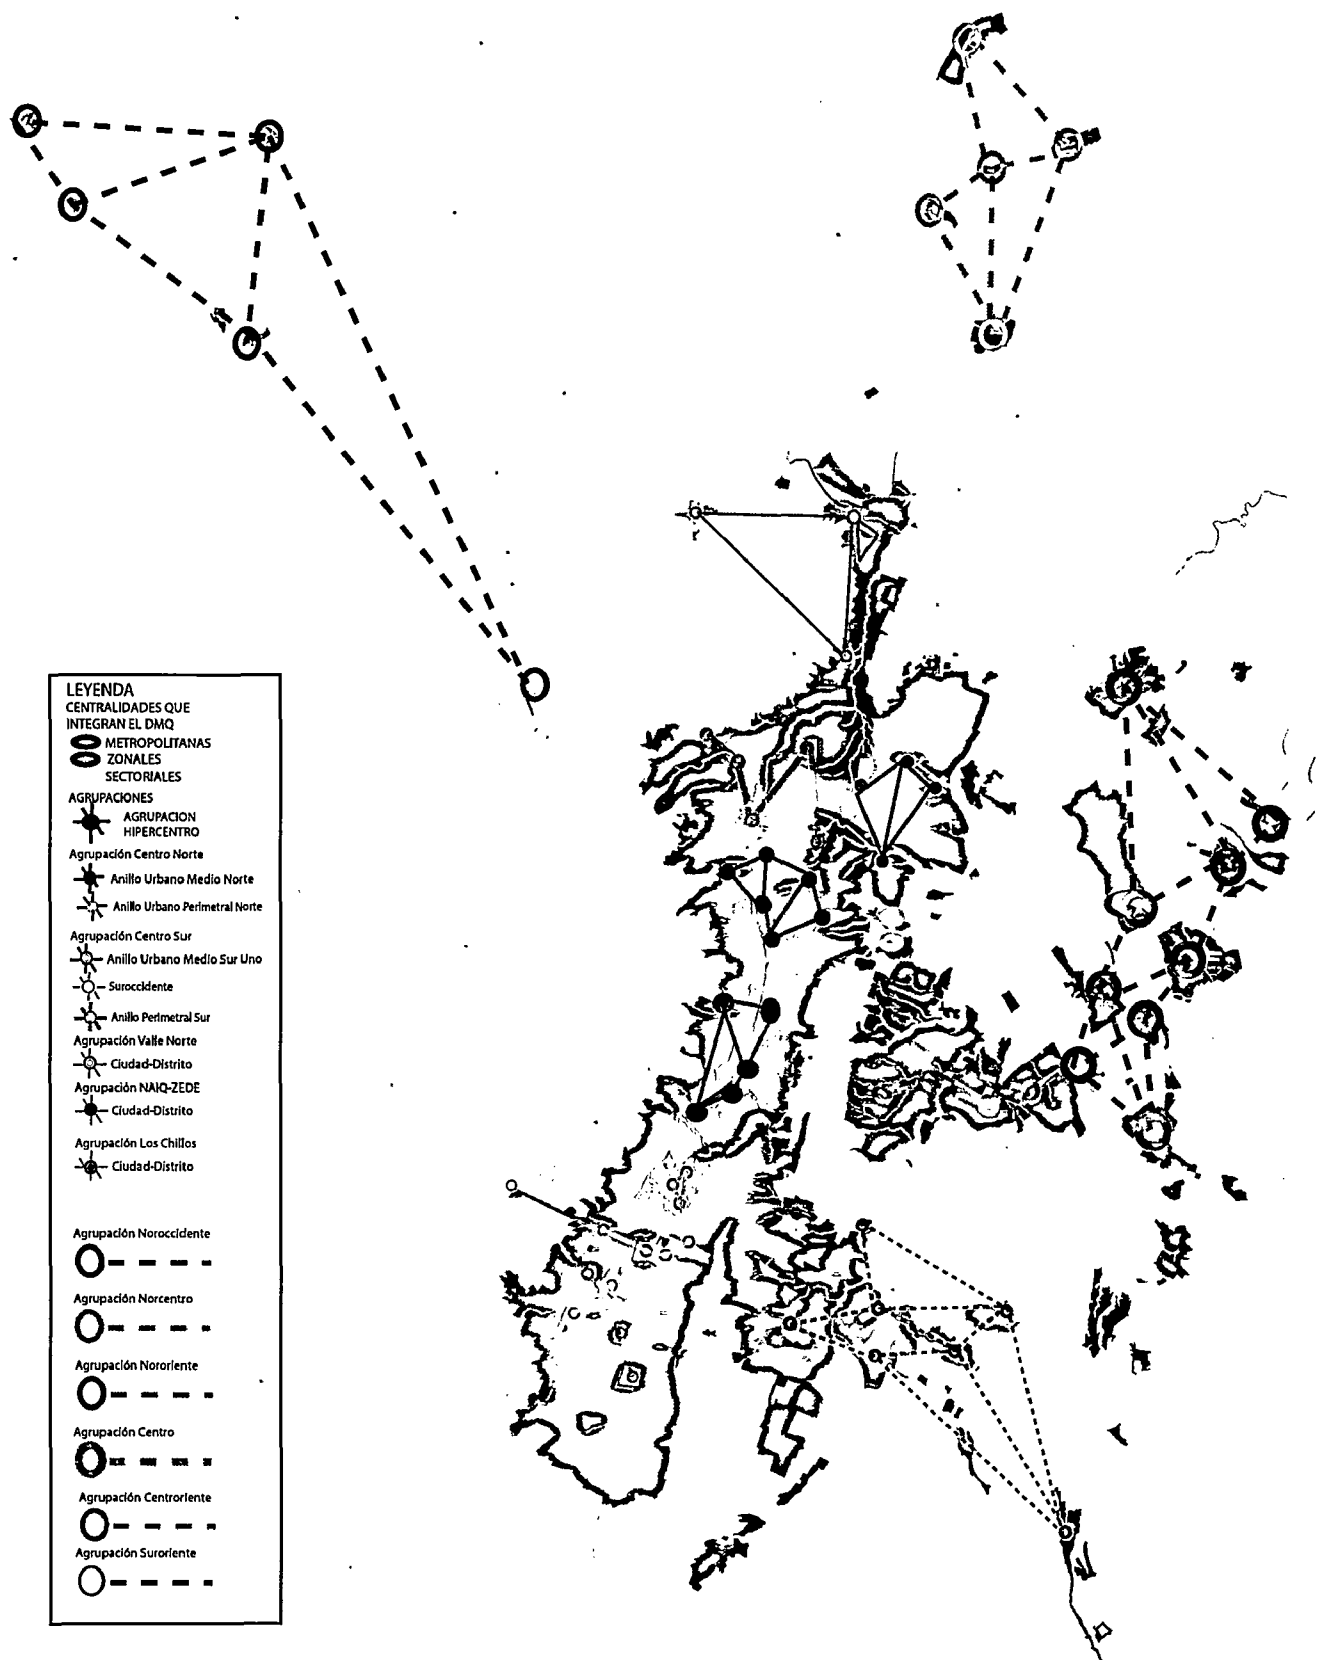 LEYENDA
CENTRALIDADES QUE
INTEGRAN EL DMQ
METROPOLITANAS
ZONALES
SECTORIALES
AGRUPACIONES
AGRUPACION
HIPERCENTRO
Agrupación Centro Norte
Anillo Urbano Medio Norte
Anillo Urbano Perimetral Norte
Agrupación Centro Sur
Anillo Urbano Medio Sur Uno
Suroccidente
Anillo Perimetral Sur
Agrupación Valle Norte
Ciudad-Distrito
Agrupación NAIQ-ZEDE
Ciudad-Distrito
Agrupación Los Chillos
Ciudad-Distrito
Agrupación Noroccidente
Agrupación Norcentro
Agrupación Nororiente
Agrupación Centro
Agrupación Centroriente
Agrupación Suroriente